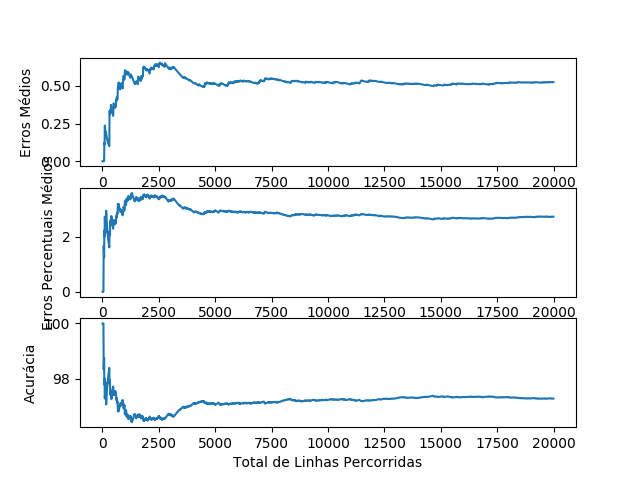 Erros Médios
0.50
0.25
0.00
0 2500 5000 7500 10000 12500 15000 17500 20000
Erros Percentuais Médios
2
0
0 2500 5000 7500 10000 12500 15000 17500 20000
Acurácia
100
98
0 2500 5000 7500 10000 12500 15000 17500 20000
Total de Linhas Percorridas